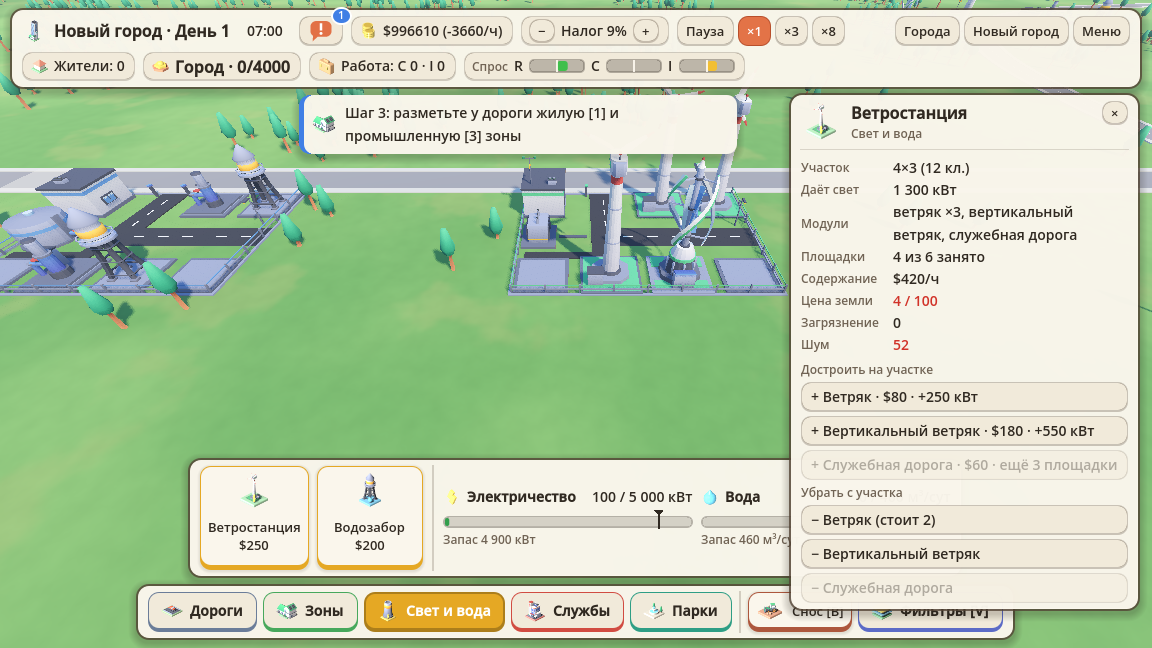 Новый город · День 1
07:00
1
$996610 (-3660/ч)
− Налог 9% +
Пауза
×1
×3
×8
Города
Новый город
Меню
Жители: 0
Город · 0/4000
Работа: С 0 · I 0
Спрос R C I
Шаг 3: разметьте у дороги жилую [1] и
промышленную [3] зоны
Ветростанция
Свет и вода
×
Участок 4×3 (12 кл.)
Даёт свет 1 300 кВт
Модули ветряк ×3, вертикальный
ветряк, служебная дорога
Площадки 4 из 6 занято
Содержание $420/ч
Цена земли 4 / 100
Загрязнение 0
Шум 52
Достроить на участке
+ Ветряк · $80 · +250 кВт
+ Вертикальный ветряк · $180 · +550 кВт
+ Служебная дорога · $60 · ещё 3 площадки
Убрать с участка
− Ветряк (стоит 2)
− Вертикальный ветряк
− Служебная дорога
Ветростанция
$250
Водозабор
$200
Электричество 100 / 5 000 кВт
Запас 4 900 кВт
Вода
Запас 460 м³/су
Дороги
Зоны
Свет и вода
Службы
Парки
Снос [B]
Фильтры [V]